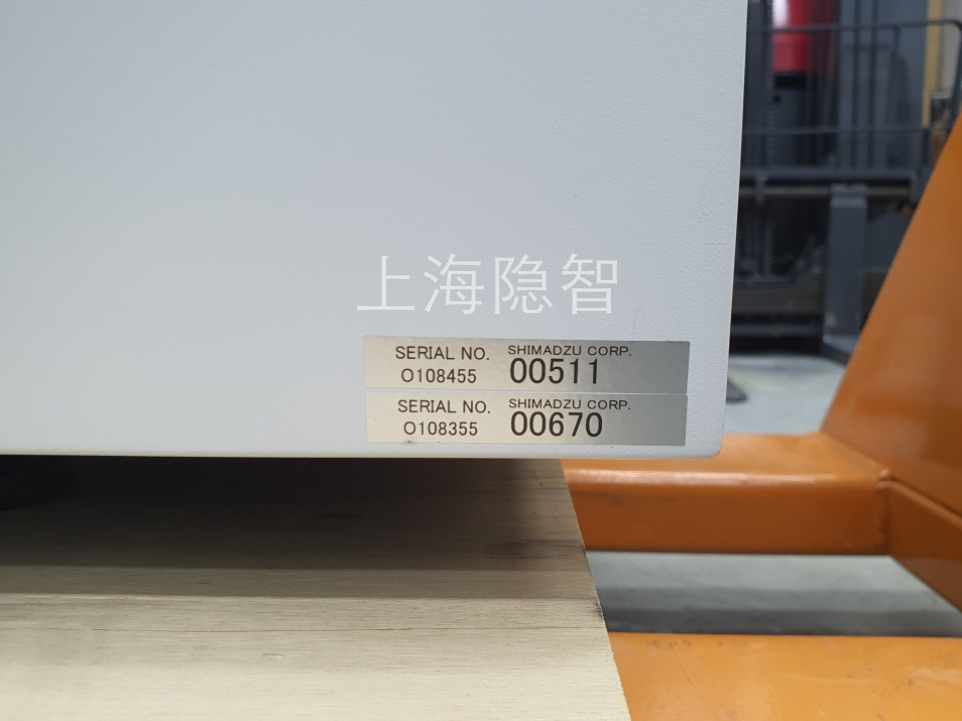 上海隐智
SERIAL NO. SHIMADZU CORP.
O108455 00511
SERIAL NO. SHIMADZU CORP.
O108355 00670